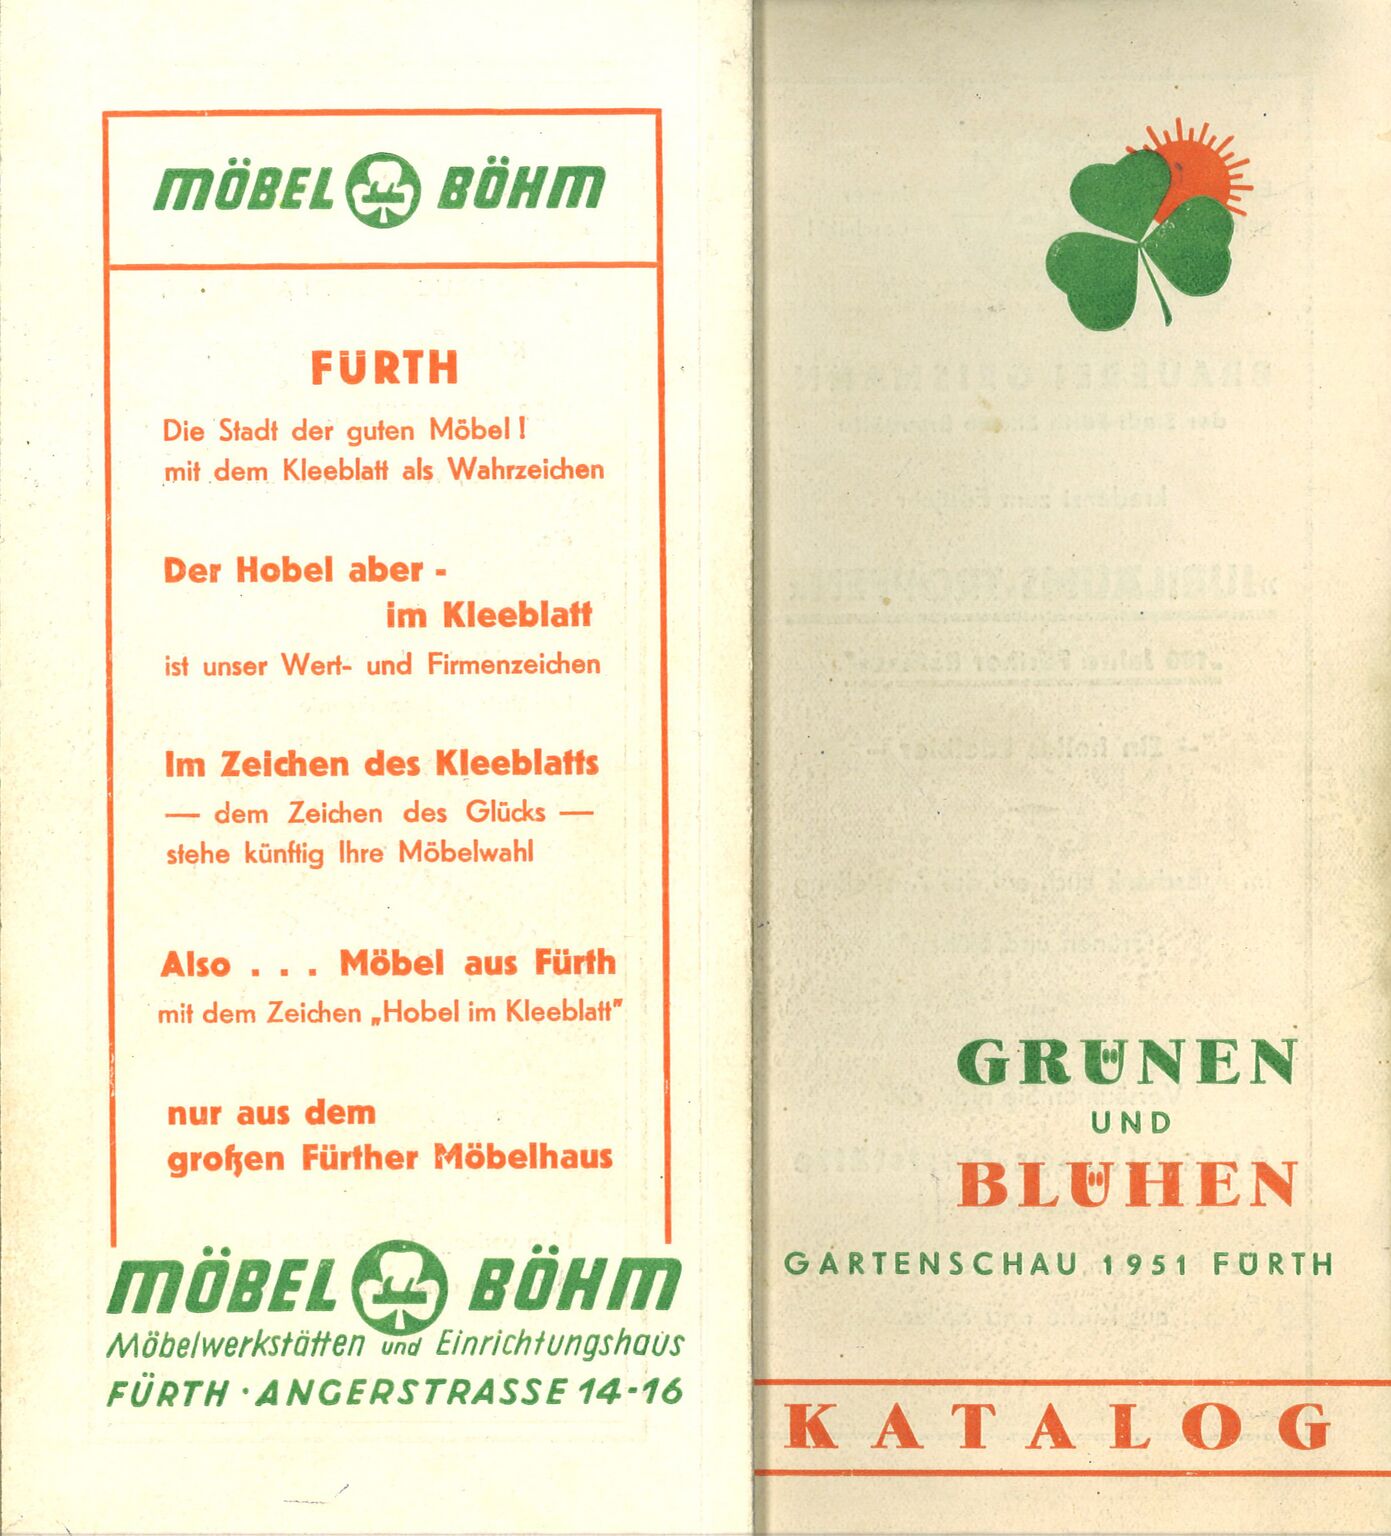 MÖBEL BÖHM
FÜRTH
Die Stadt der guten Möbel!
mit dem Kleeblatt als Wahrzeichen
Der Hobel aber -
im Kleeblatt
ist unser Wert- und Firmenzeichen
Im Zeichen des Kleeblatts
— dem Zeichen des Glücks —
stehe künftig Ihre Möbelwahl
Also . . . Möbel aus Fürth
mit dem Zeichen „Hobel im Kleeblatt"
nur aus dem
großen Fürther Möbelhaus
MÖBEL BÖHM
Möbelwerkstätten und Einrichtungshaus
FÜRTH · ANGERSTRASSE 14-16
GRÜNEN
UND
BLÜHEN
GARTENSCHAU 1951 FÜRTH
KATALOG